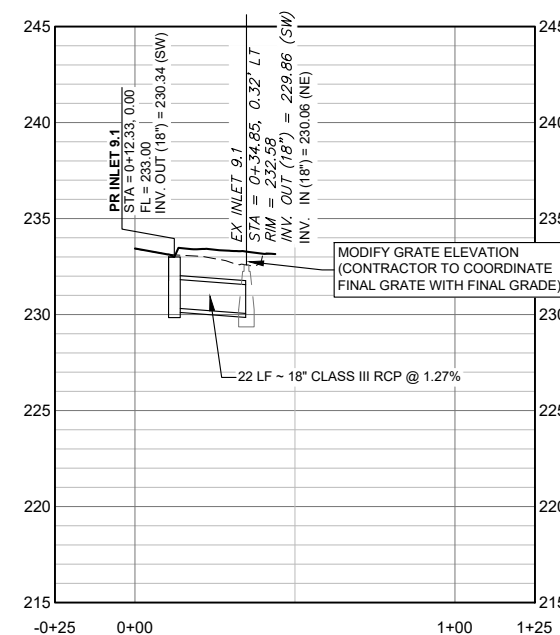 245
240
235
230
225
220
215
245
240
235
230
225
220
215
-0+25
0+00
1+00
1+25
PR INLET 9.1
STA = 0+12.33, 0.00
FL = 233.00
INV. OUT (18") = 230.34 (SW)
EX INLET 9.1
STA = 0+34.85, 0.32' LT
RIM = 232.58
INV. OUT (18") = 229.86 (SW)
INV. IN (18") = 230.06 (NE)
MODIFY GRATE ELEVATION
(CONTRACTOR TO COORDINATE
FINAL GRATE WITH FINAL GRADE)
22 LF ~ 18" CLASS III RCP @ 1.27%